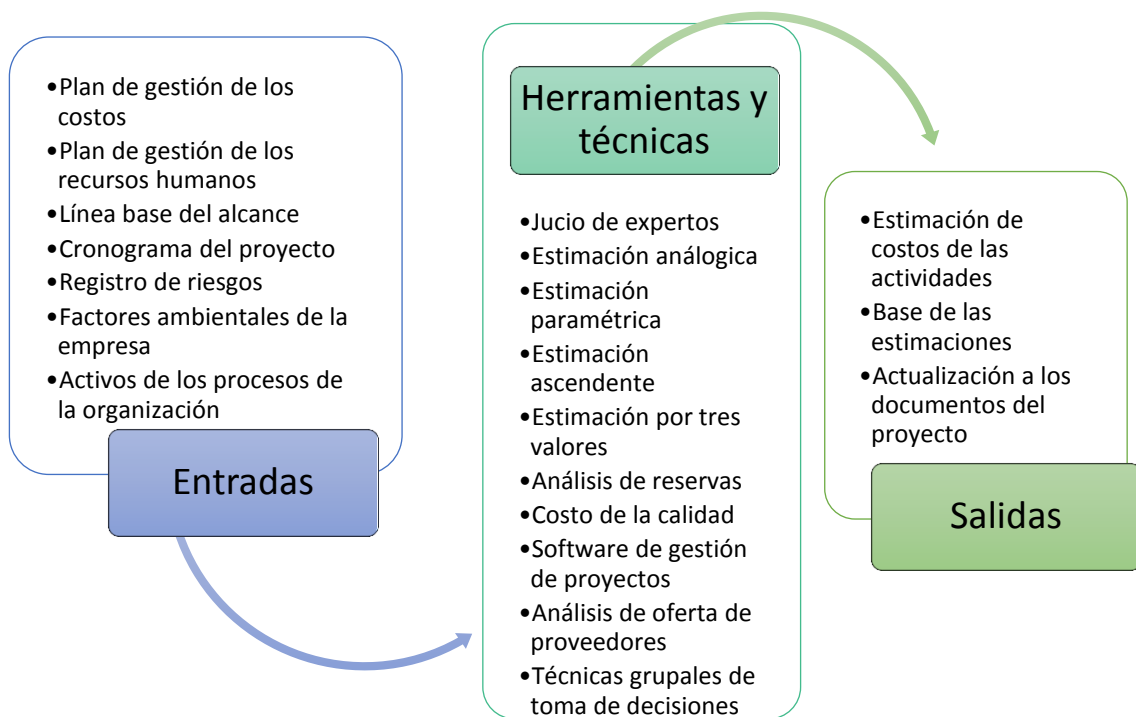 •Plan de gestión de los
costos
•Plan de gestión de los
recursos humanos
•Línea base del alcance
•Cronograma del proyecto
•Registro de riesgos
•Factores ambientales de la
empresa
•Activos de los procesos de
la organización
Entradas
Herramientas y
técnicas
•Jucio de expertos
•Estimación análogica
•Estimación
paramétrica
•Estimación
ascendente
•Estimación por tres
valores
•Análisis de reservas
•Costo de la calidad
•Software de gestión
de proyectos
•Análisis de oferta de
proveedores
•Técnicas grupales de
toma de decisiones
•Estimación de
costos de las
actividades
•Base de las
estimaciones
•Actualización a los
documentos del
proyecto
Salidas